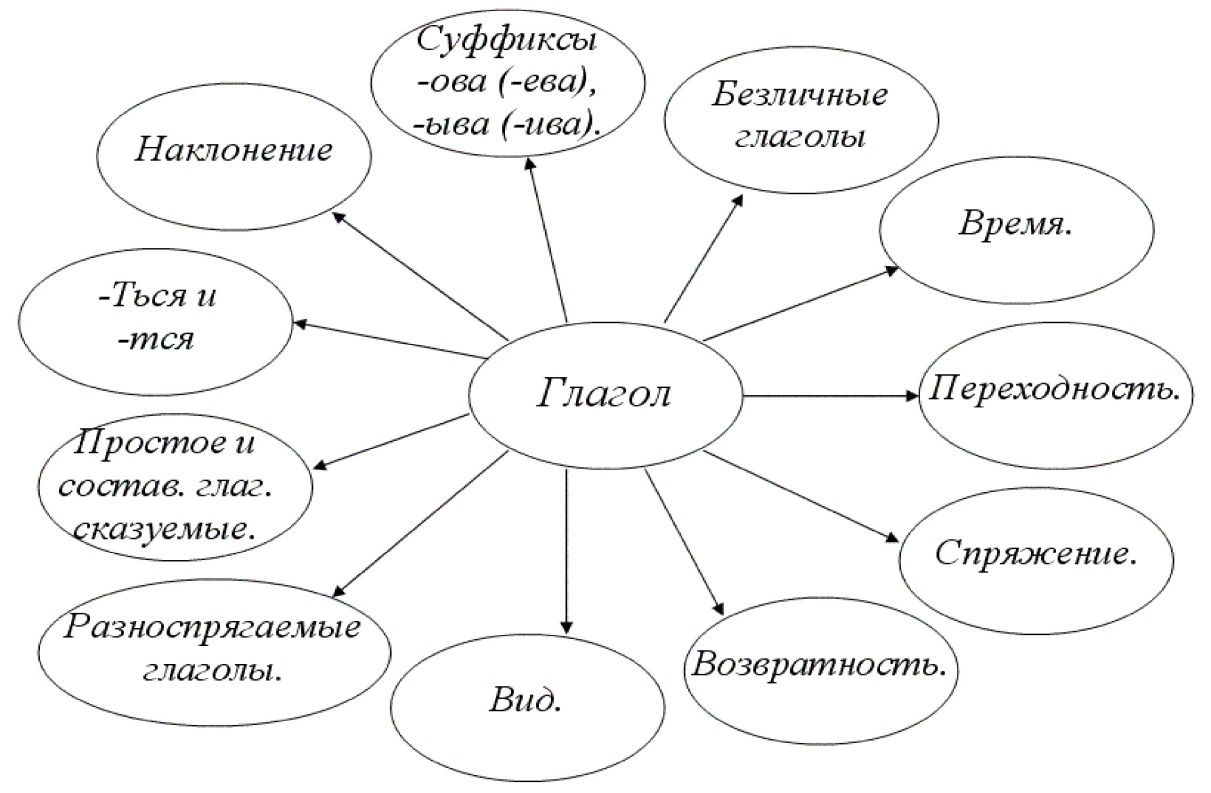 Суффиксы
-ова (-ева),
-ыва (-ива).
Безличные
глаголы
Наклонение
Время.
-Ться и
-тся
Глагол
Переходность.
Простое и
состав. глаг.
сказуемые.
Спряжение.
Разноспрягаемые
глаголы.
Вид.
Возвратность.